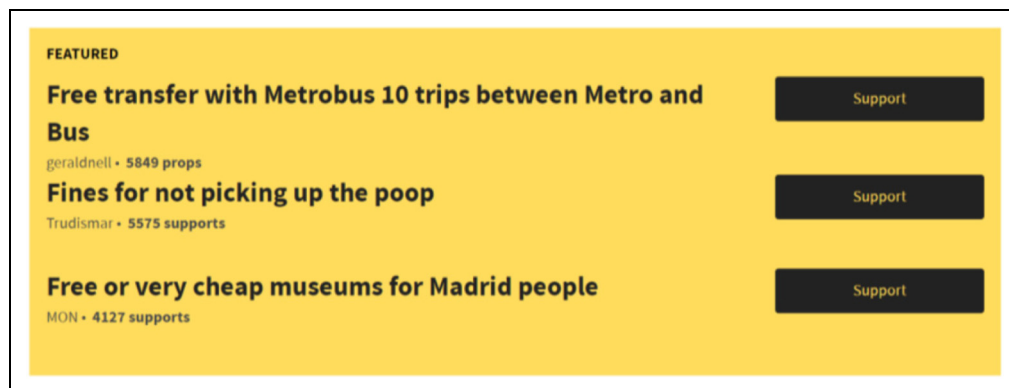 FEATURED
Free transfer with Metrobus 10 trips between Metro and
Bus
Support
geraldnell • 5849 props
Fines for not picking up the poop
Support
Trudismar • 5575 supports
Free or very cheap museums for Madrid people
Support
MON • 4127 supports